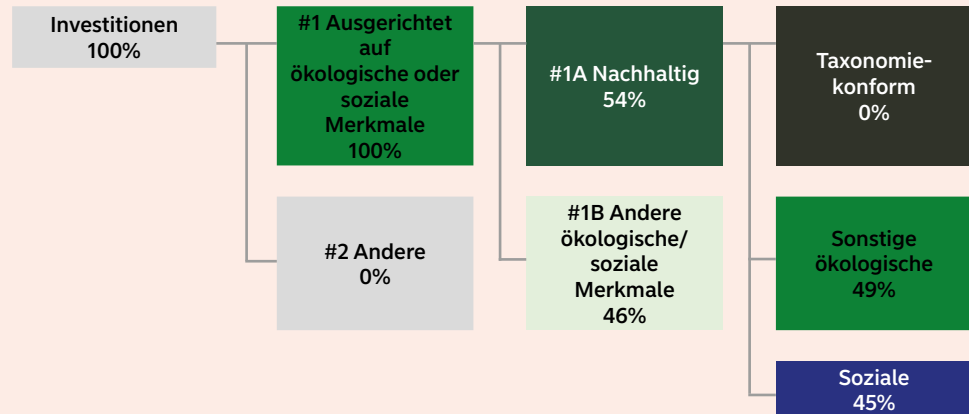 Investitionen
100%
#1 Ausgerichtet
auf
ökologische oder
soziale
Merkmale
100%
#2 Andere
0%
#1A Nachhaltig
54%
#1B Andere
ökologische/
soziale
Merkmale
46%
Taxonomie-
konform
0%
Sonstige
ökologische
49%
Soziale
45%